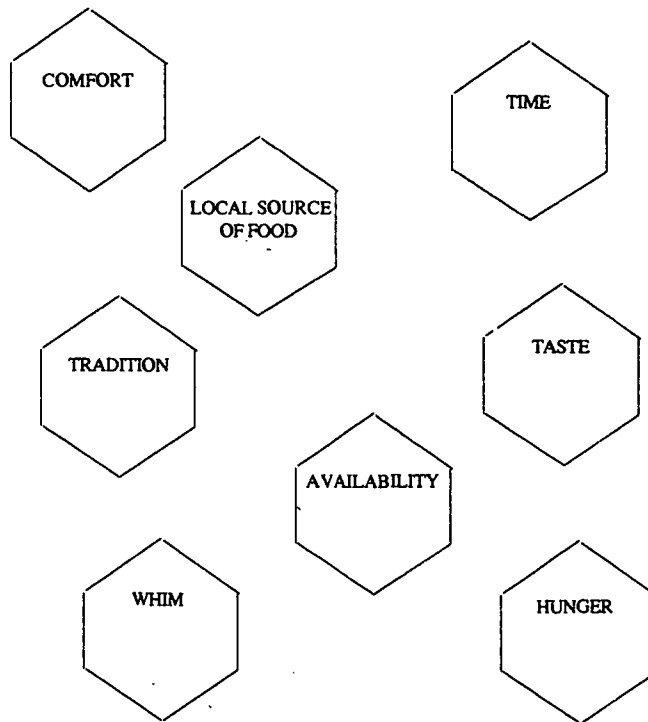 COMFORT
TIME
LOCAL SOURCE
OF FOOD
TRADITION
TASTE
AVAILABILITY
WHIM
HUNGER